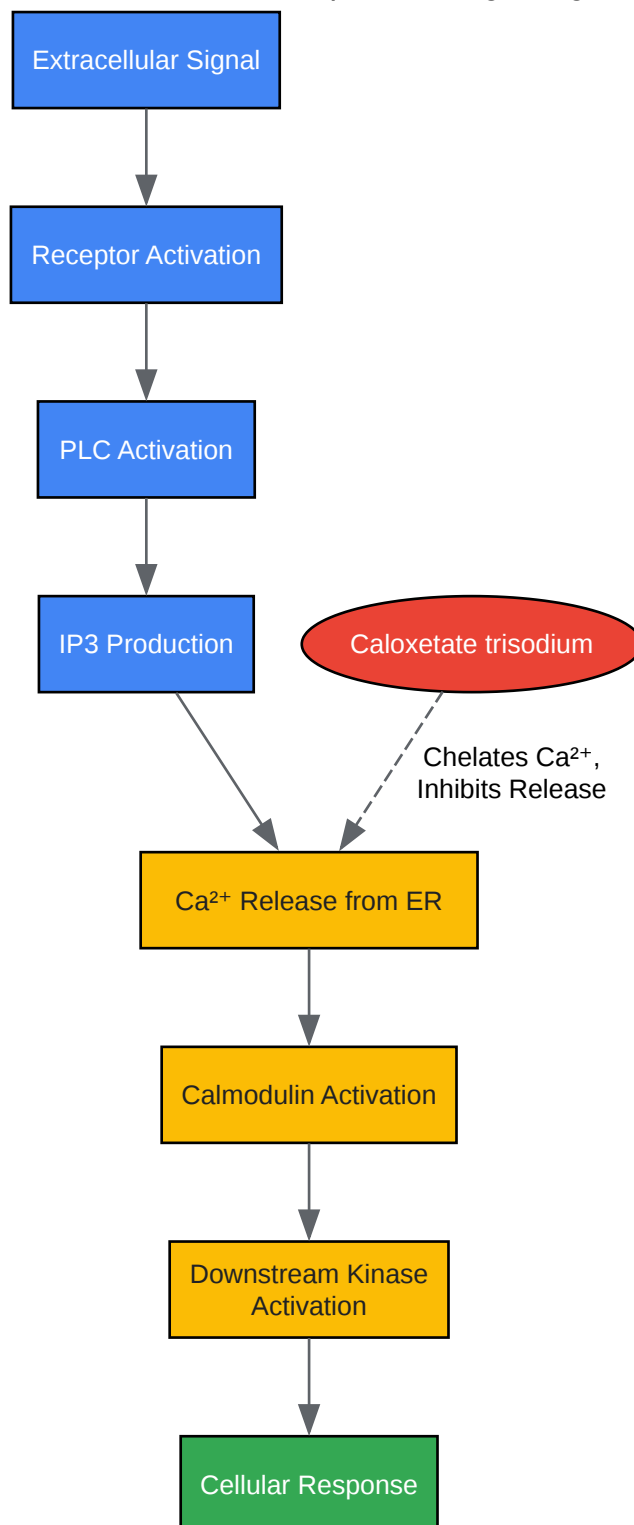 Extracellular Signal
Receptor Activation
PLC Activation
IP3 Production
Caloxetate trisodium
Chelates Ca²⁺,
Inhibits Release
Ca²⁺ Release from ER
Calmodulin Activation
Downstream Kinase
Activation
Cellular Response